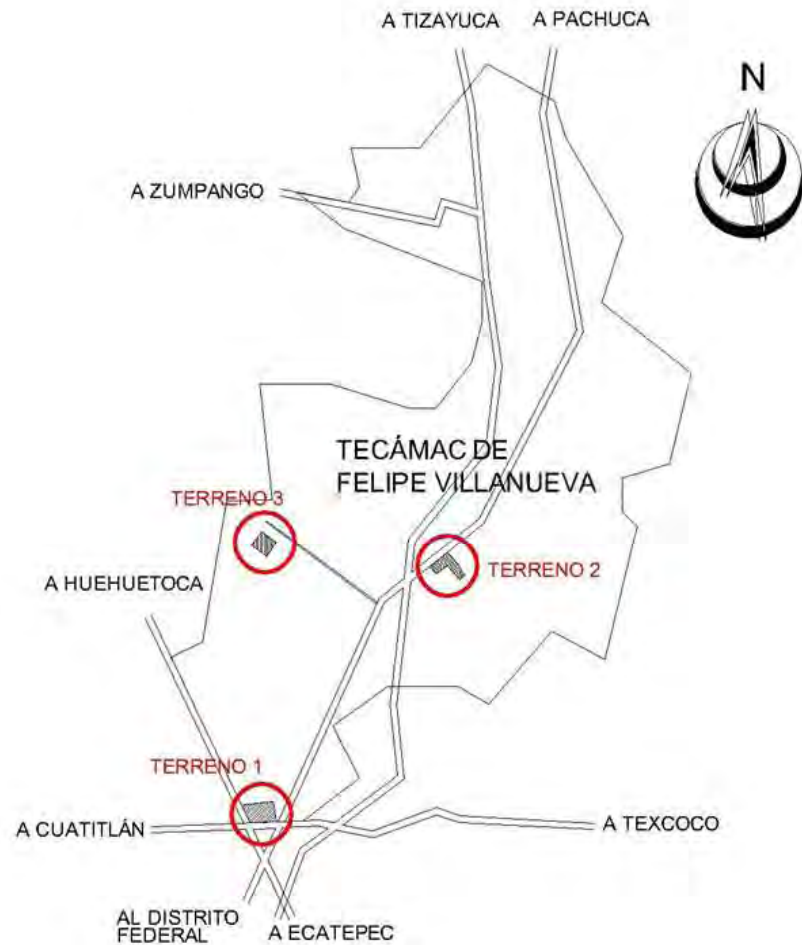 A TIZAYUCA
A PACHUCA
N
A ZUMPANGO
TECÁMAC DE
FELIPE VILLANUEVA
TERRENO 3
A HUEHUETOCA
TERRENO 2
TERRENO 1
A CUATITLÁN
A TEXCOCO
AL DISTRITO
FEDERAL
A ECATEPEC